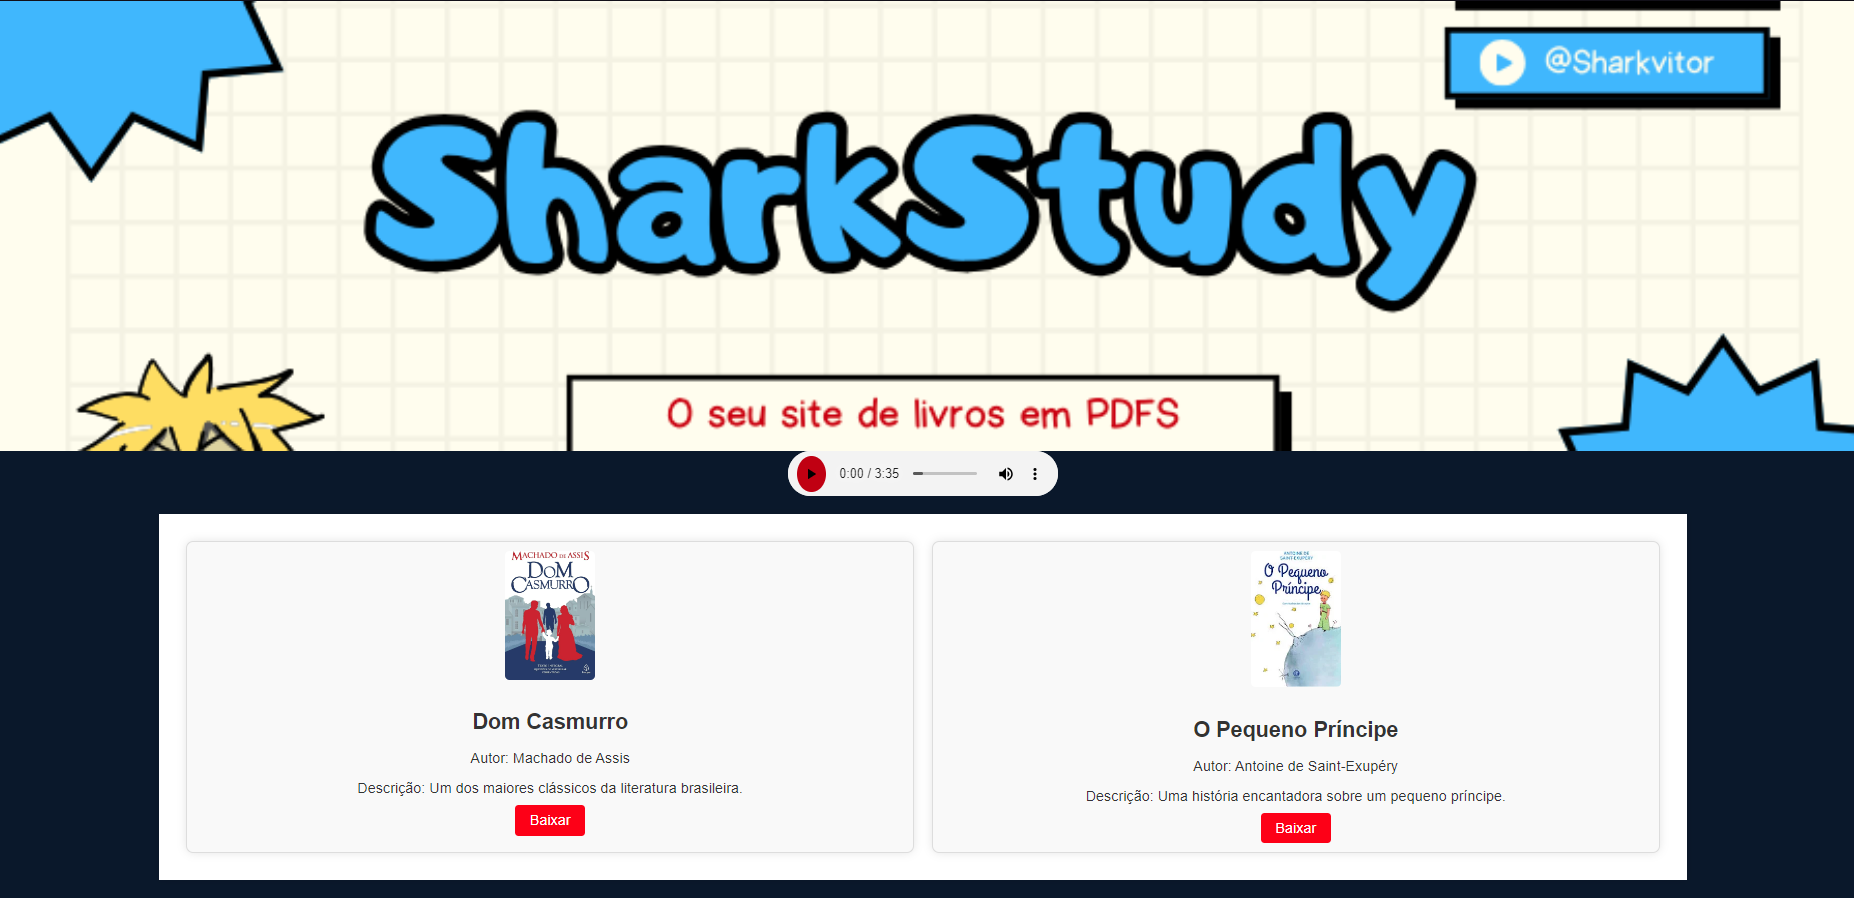 @Sharkvitor
SharkStudy
O seu site de livros em PDFS
0:00 / 3:35
MACHADO DE ASSIS
DOM
CASMURRO
ANTOINE DE
SAINT-EXUPÉRY
O Pequeno
Príncipe
Dom Casmurro
Autor: Machado de Assis
Descrição: Um dos maiores clássicos da literatura brasileira.
Baixar
O Pequeno Príncipe
Autor: Antoine de Saint-Exupéry
Descrição: Uma história encantadora sobre um pequeno príncipe.
Baixar